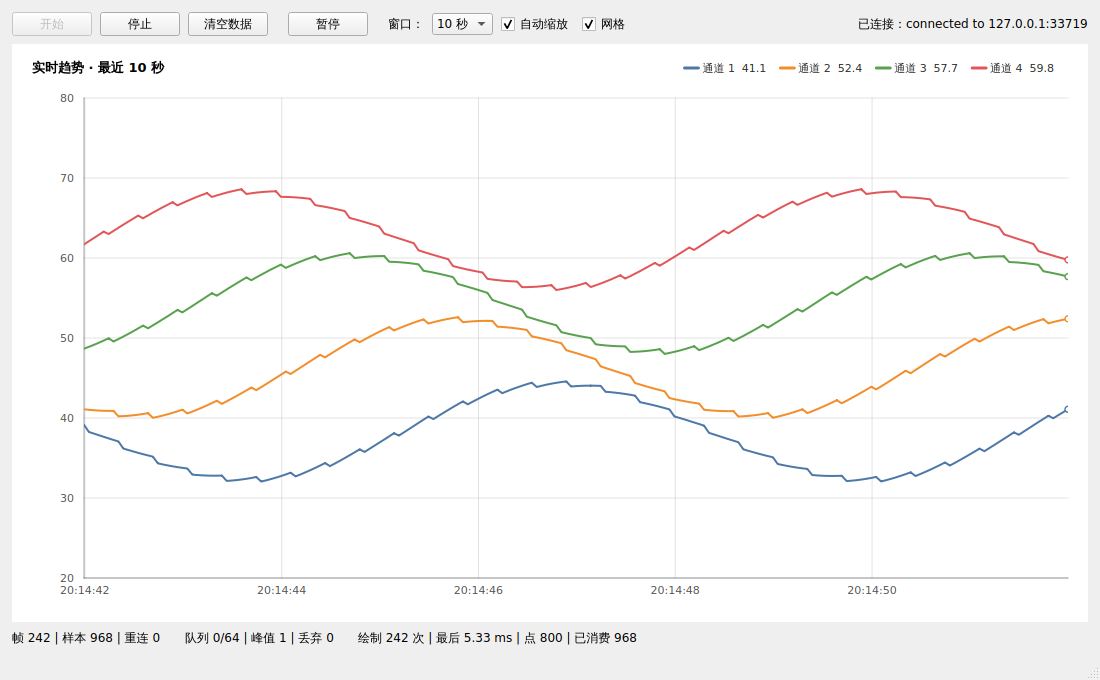 开始 停止 清空数据 暂停 窗口： 10 秒 自动缩放 网格 已连接：connected to 127.0.0.1:33719
实时趋势 · 最近 10 秒 通道 1 41.1 通道 2 52.4 通道 3 57.7 通道 4 59.8
80
70
60
50
40
30
20
20:14:42 20:14:44 20:14:46 20:14:48 20:14:50
帧 242 | 样本 968 | 重连 0 队列 0/64 | 峰值 1 | 丢弃 0 绘制 242 次 | 最后 5.33 ms | 点 800 | 已消费 968